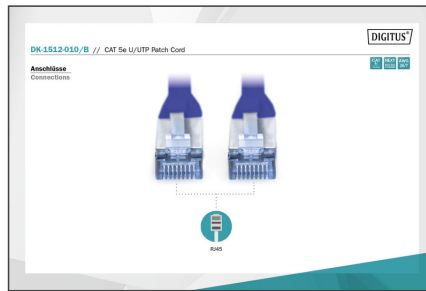 DIGITUS®
DK-1512-010/B // CAT 5e U/UTP Patch Cord
Anschlüsse
Connections
RJ45